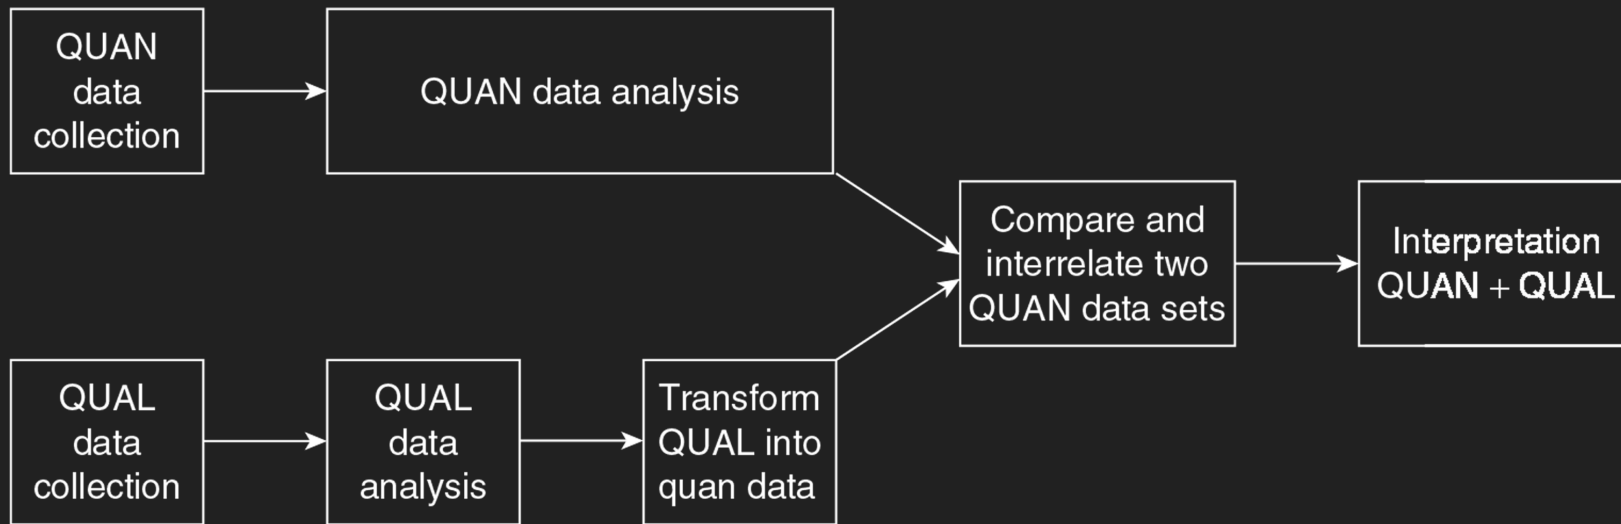 QUAN
data
collection
QUAN data analysis
Compare and
interrelate two
QUAN data sets
Interpretation
QUAN + QUAL
QUAL
data
collection
QUAL
data
analysis
Transform
QUAL into
quan data